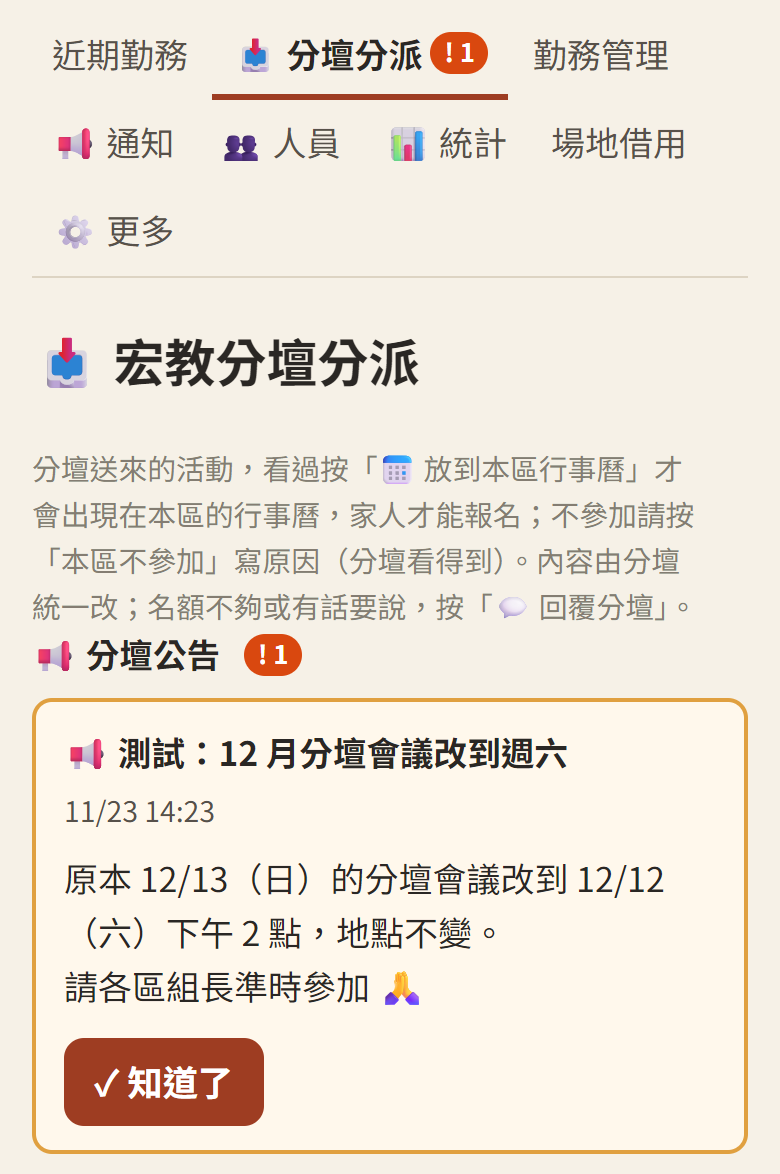 近期勤務 分壇分派 !1 勤務管理
通知 人員 統計 場地借用
更多
宏教分壇分派
分壇送來的活動，看過按「放到本區行事曆」才
會出現在本區的行事曆，家人才能報名；不參加請按
「本區不參加」寫原因（分壇看得到）。內容由分壇
統一改；名額不夠或有話要說，按「回覆分壇」。
分壇公告 !1
測試：12 月分壇會議改到週六
11/23 14:23
原本 12/13（日）的分壇會議改到 12/12
（六）下午 2 點，地點不變。
請各區組長準時參加 🙏
✓ 知道了